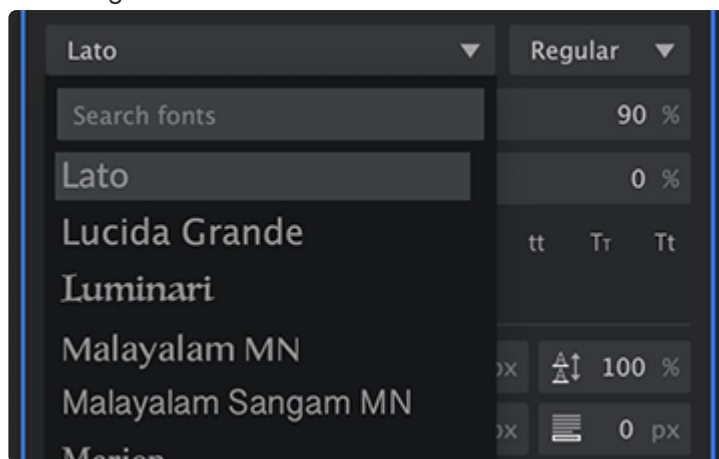 Lato Regular
Search fonts 90 %
Lato 0 %
Lucida Grande tt Tт Tt
Luminari
Malayalam MN px 100 %
Malayalam Sangam MN px 0 px
Marion